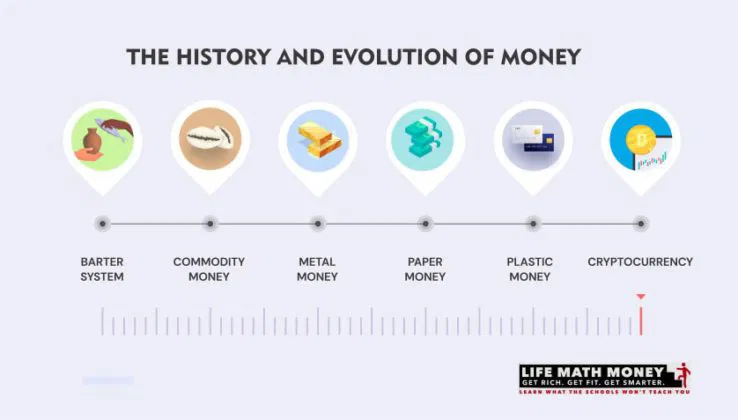 THE HISTORY AND EVOLUTION OF MONEY
BARTER
SYSTEM
COMMODITY
MONEY
METAL
MONEY
PAPER
MONEY
PLASTIC
MONEY
CRYPTOCURRENCY
LIFE MATH MONEY
GET RICH. GET FIT. GET SMARTER.
LEARN WHAT THE SCHOOLS WON'T TEACH YOU